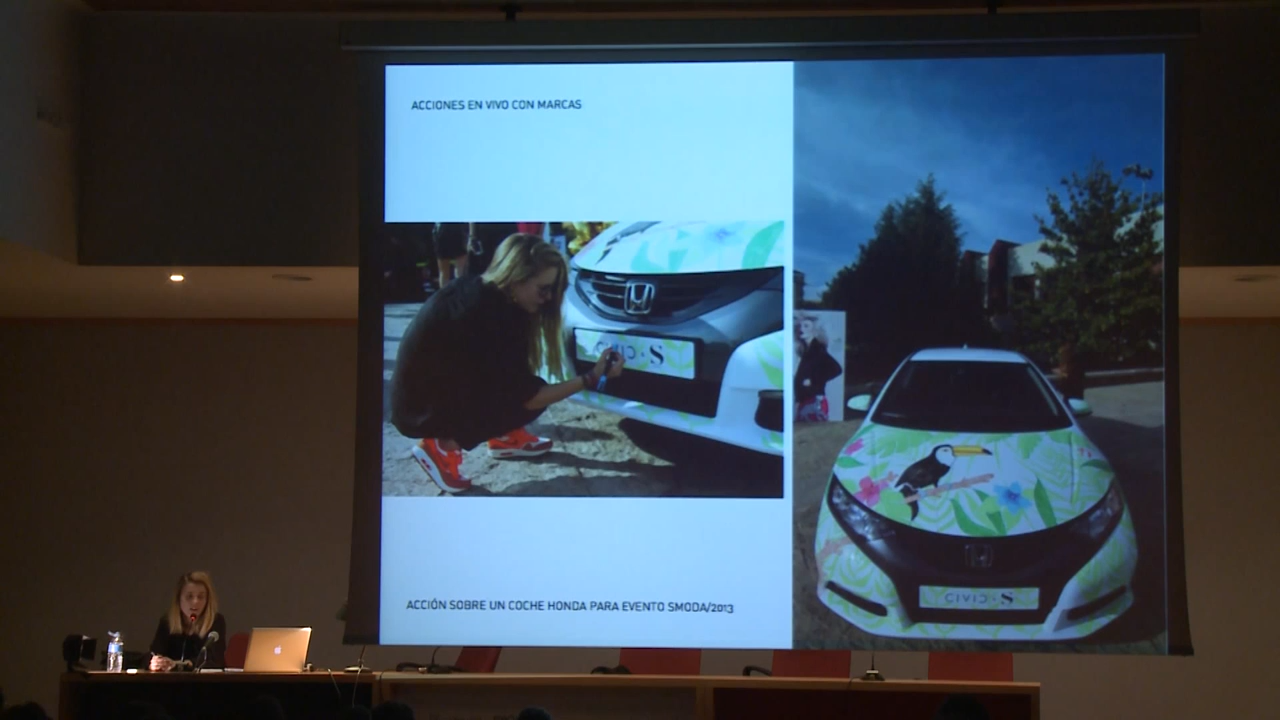 ACCIONES EN VIVO CON MARCAS
CIVIC · S
ACCIÓN SOBRE UN COCHE HONDA PARA EVENTO SMODA/2013
CIVIC · S